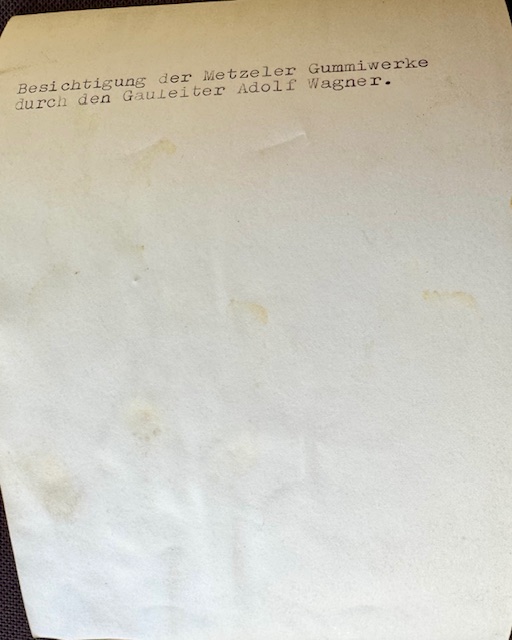 Besichtigung der Metzeler Gummiwerke
durch den Gauleiter Adolf Wagner.